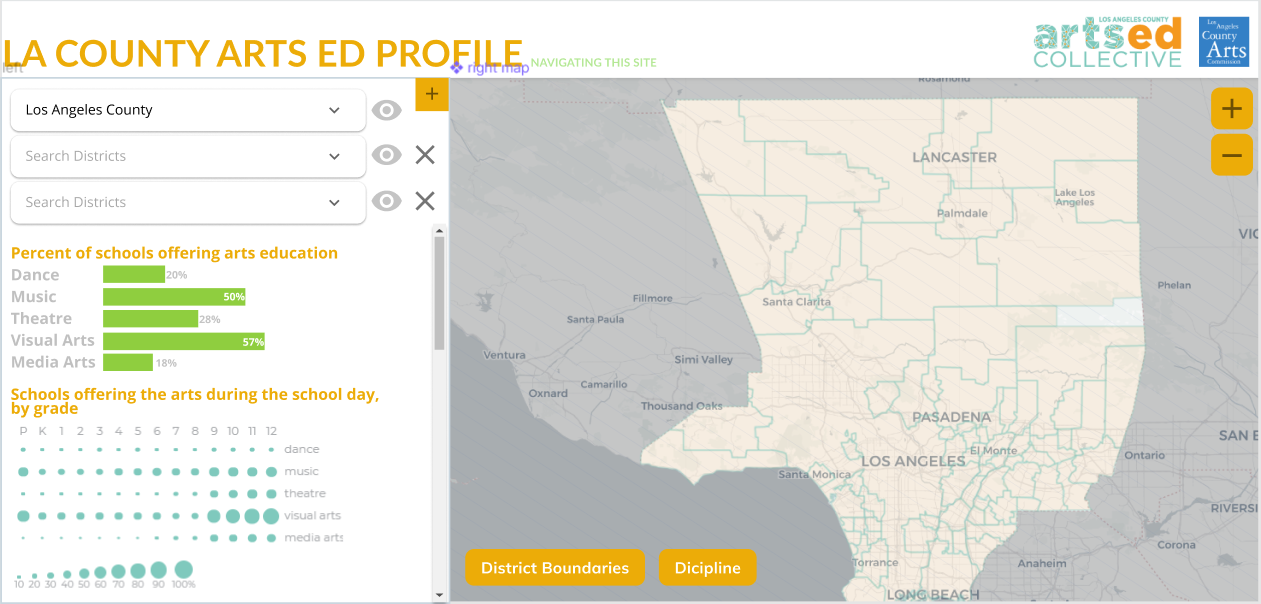 LOS ANGELES COUNTY
artsed
COLLECTIVE
Los Angeles
County
Arts
Commission
LA COUNTY ARTS ED PROFILE
left
right map
NAVIGATING THIS SITE
Los Angeles County
+
Search Districts
Search Districts
Percent of schools offering arts education
Dance 20%
Music 50%
Theatre 28%
Visual Arts 57%
Media Arts 18%
Schools offering the arts during the school day,
by grade
P K 1 2 3 4 5 6 7 8 9 10 11 12
dance
music
theatre
visual arts
media arts
10 20 30 40 50 60 70 80 90 100%
Rosamond
+
−
LANCASTER
Lake Los
Angeles
Palmdale
VIC
Phelan
Fillmore
Santa Clarita
Santa Paula
Ventura
Simi Valley
Camarillo
Oxnard
Thousand Oaks
PASADENA
SAN B
El Monte
Ontario
LOS ANGELES
Santa Monica
RIVERSI
Corona
Torrance
Anaheim
LONG BEACH
District Boundaries
Dicipline